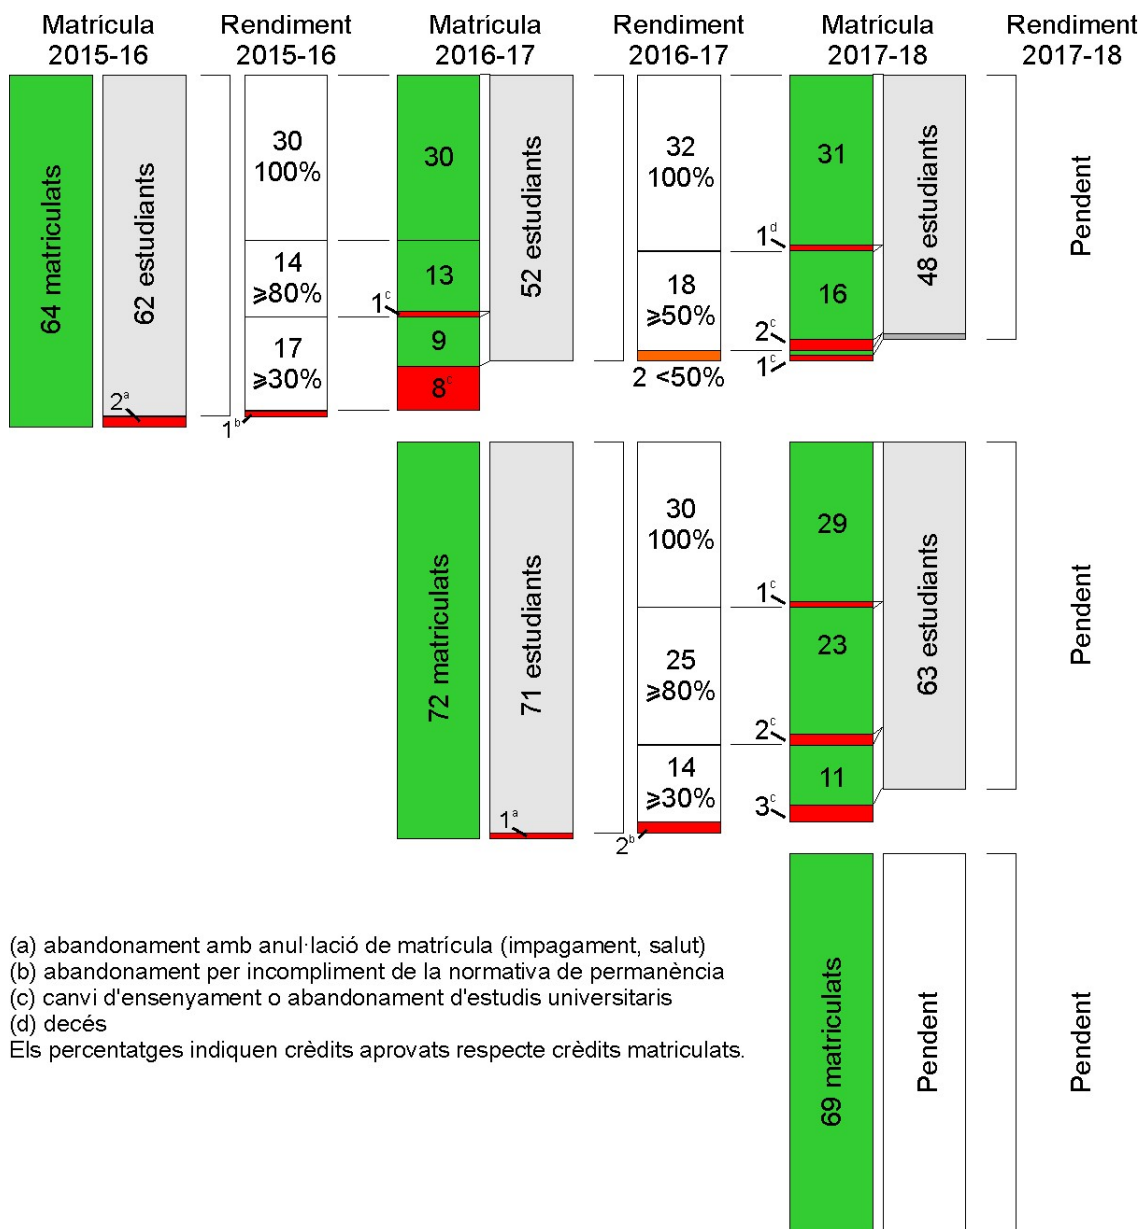 Matrícula
2015-16
Rendiment
2015-16
Matrícula
2016-17
Rendiment
2016-17
Matrícula
2017-18
Rendiment
2017-18
64 matriculats
62 estudiants
2ᵃ
30
100%
14
⩾80%
17
⩾30%
1ᵇ
30
13
1ᶜ
9
8ᶜ
52 estudiants
32
100%
18
⩾50%
2 <50%
31
1ᵈ
16
2ᶜ
1ᶜ
48 estudiants
Pendent
72 matriculats
71 estudiants
1ᵃ
30
100%
25
⩾80%
14
⩾30%
2ᵇ
29
1ᶜ
23
2ᶜ
11
3ᶜ
63 estudiants
Pendent
69 matriculats
Pendent
Pendent
(a) abandonament amb anul·lació de matrícula (impagament, salut)
(b) abandonament per incompliment de la normativa de permanència
(c) canvi d'ensenyament o abandonament d'estudis universitaris
(d) decés
Els percentatges indiquen crèdits aprovats respecte crèdits matriculats.